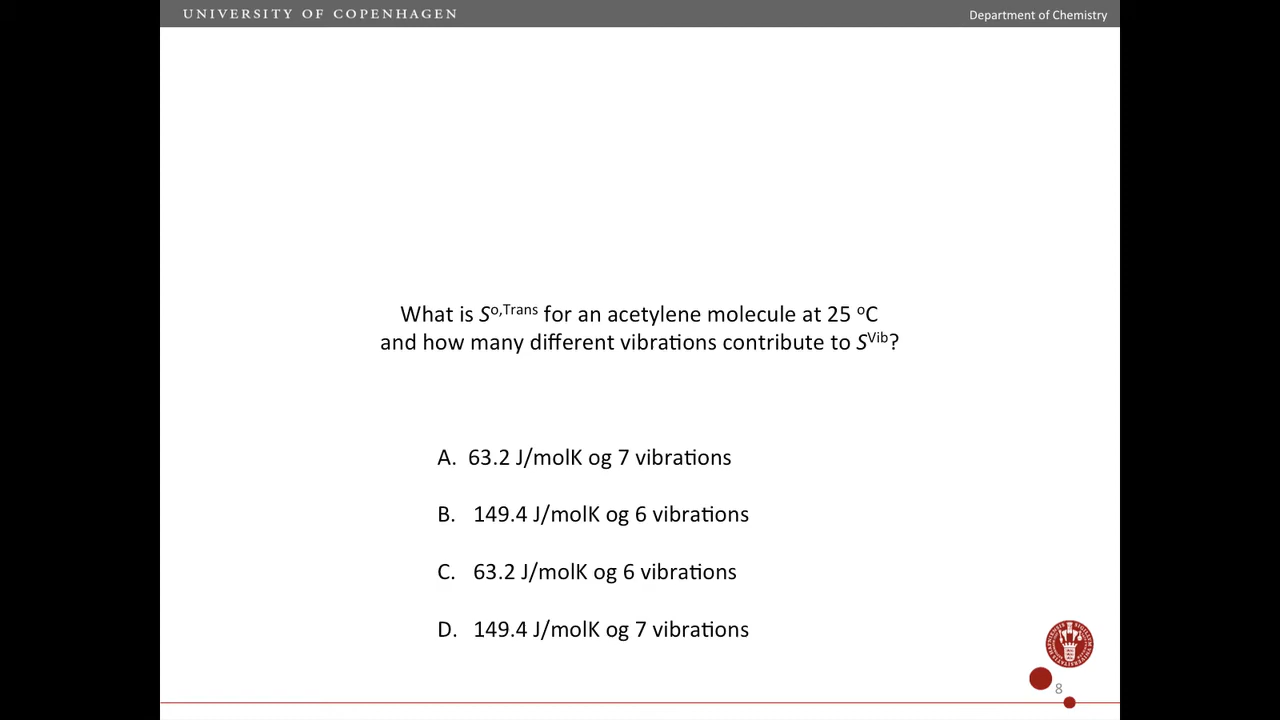 UNIVERSITY OF COPENHAGEN
Department of Chemistry
What is S^o,Trans for an acetylene molecule at 25 ^oC
and how many different vibrations contribute to S^Vib?
A. 63.2 J/molK og 7 vibrations
B. 149.4 J/molK og 6 vibrations
C. 63.2 J/molK og 6 vibrations
D. 149.4 J/molK og 7 vibrations
8